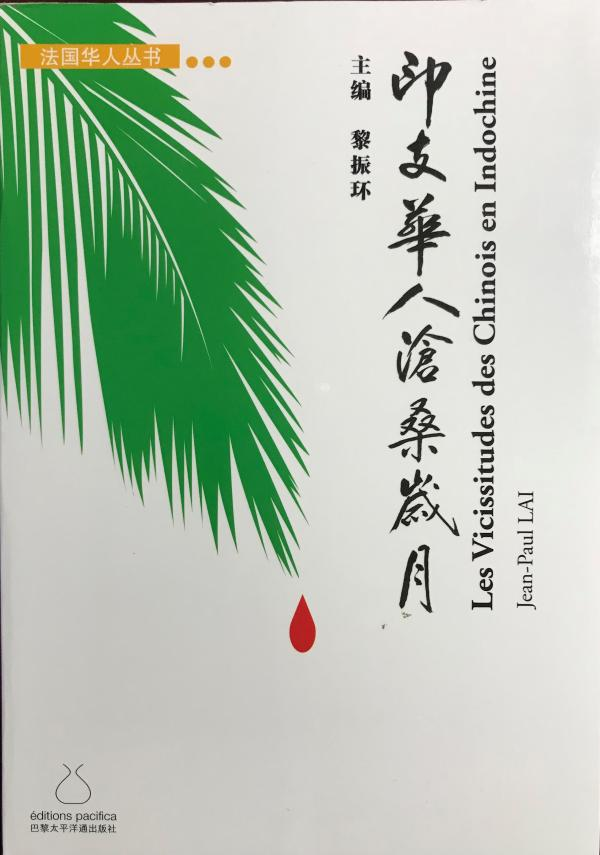 法国华人丛书
主编 黎振环
印支華人滄桑歲月
Les Vicissitudes des Chinois en Indochine
Jean-Paul LAI
éditions pacifica
巴黎太平洋通出版社